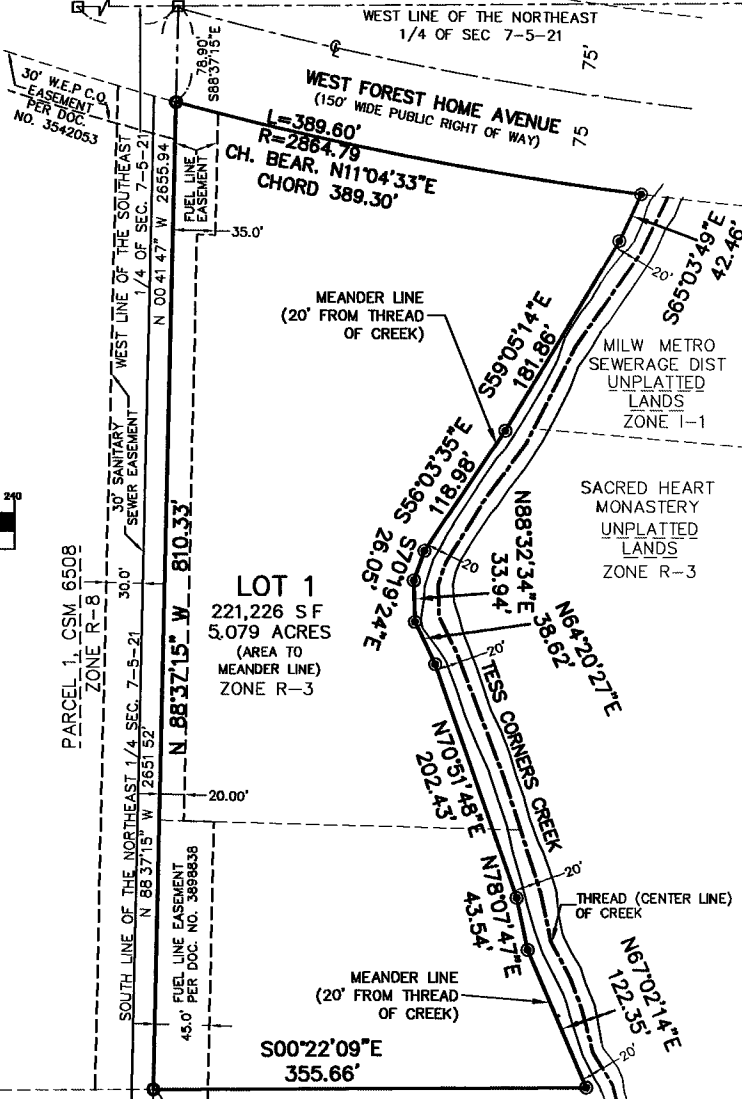 WEST LINE OF THE NORTHEAST
1/4 OF SEC 7-5-21
75'
75
WEST FOREST HOME AVENUE
(150' WIDE PUBLIC RIGHT OF WAY)
78.90'
S88°37'15"E
30' W.E.P C.O.
EASEMENT
PER DOC.
NO. 3542053
L=389.60'
R=2864.79
CH. BEAR. N11°04'33"E
CHORD 389.30'
FUEL LINE
EASEMENT
35.0'
WEST LINE OF THE SOUTHEAST
1/4 OF SEC. 7-5-21
N 00 41 47" W 2655.94
S65°03'49"E
42.46'
20'
MEANDER LINE
(20' FROM THREAD
OF CREEK)
S59°05'14"E
181.86'
MILW METRO
SEWERAGE DIST
UNPLATTED
LANDS
ZONE I-1
S56°03'35"E
118.98'
30' SANITARY
SEWER EASEMENT
240
SACRED HEART
MONASTERY
UNPLATTED
LANDS
ZONE R-3
S70°19'24"E
26.05'
20
N88°32'34"E
33.94'
N64°20'27"E
38.62'
20'
PARCEL 1, CSM 6508
ZONE R-8
30.0'
N 88°37'15" W 810.33'
LOT 1
221,226 S F
5.079 ACRES
(AREA TO
MEANDER LINE)
ZONE R-3
TESS CORNERS CREEK
N70°51'48"E
202.43'
SOUTH LINE OF THE NORTHEAST 1/4 SEC. 7-5-21
N 88 37'15" W 2651 52'
20.00'
20'
N78°07'47"E
43.54'
THREAD (CENTER LINE)
OF CREEK
45.0' FUEL LINE EASEMENT
PER DOC. NO. 3898838
MEANDER LINE
(20' FROM THREAD
OF CREEK)
N67°02'14"E
122.35'
20'
S00°22'09"E
355.66'